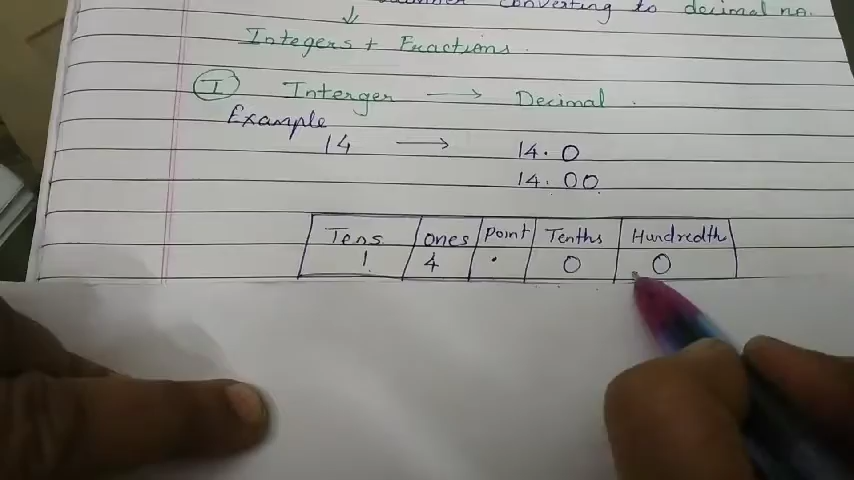 converting to decimal no.
↓
Integers + Fractions.
I Interger → Decimal.
Example
14 → 14.0
14.00
Tens Ones Point Tenths Hundredth
1 4 . 0 0